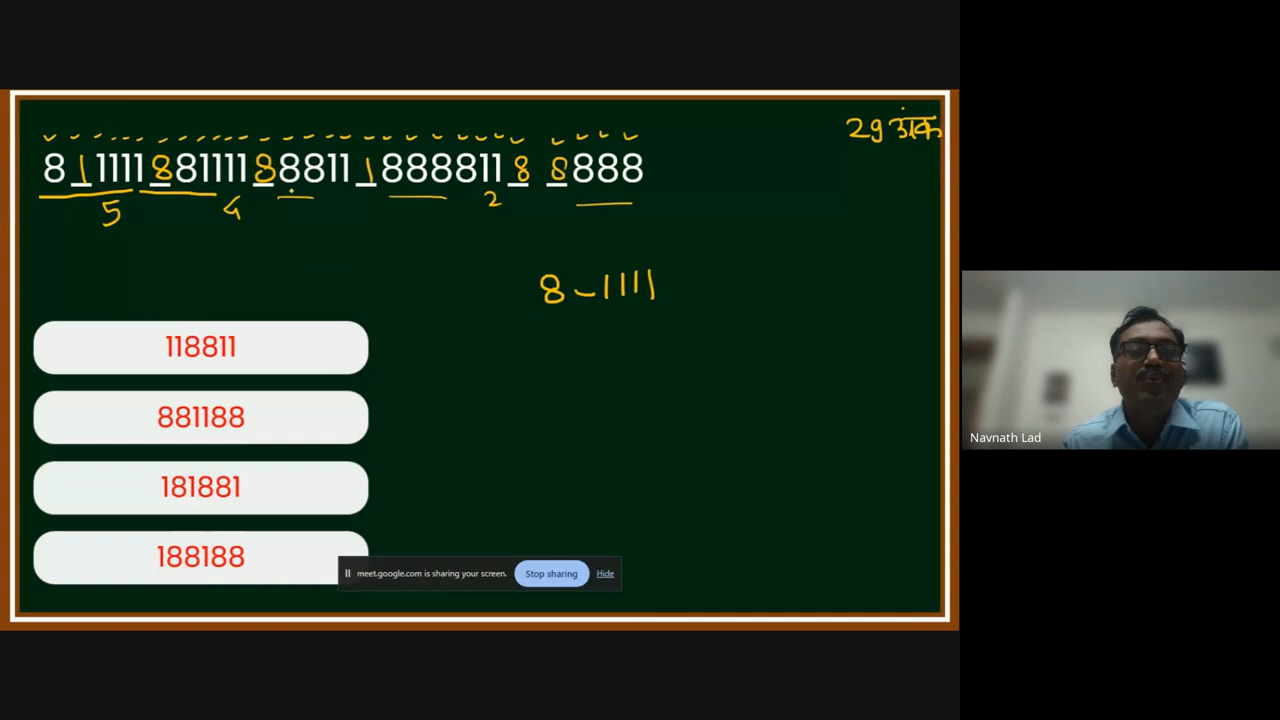 29 अंक
8 1 1111 8 81111 8 8811 1 888811 8 8 888
5 4 2
8 - 1111
118811
881188
181881
188188
meet.google.com is sharing your screen. Stop sharing Hide
Navnath Lad